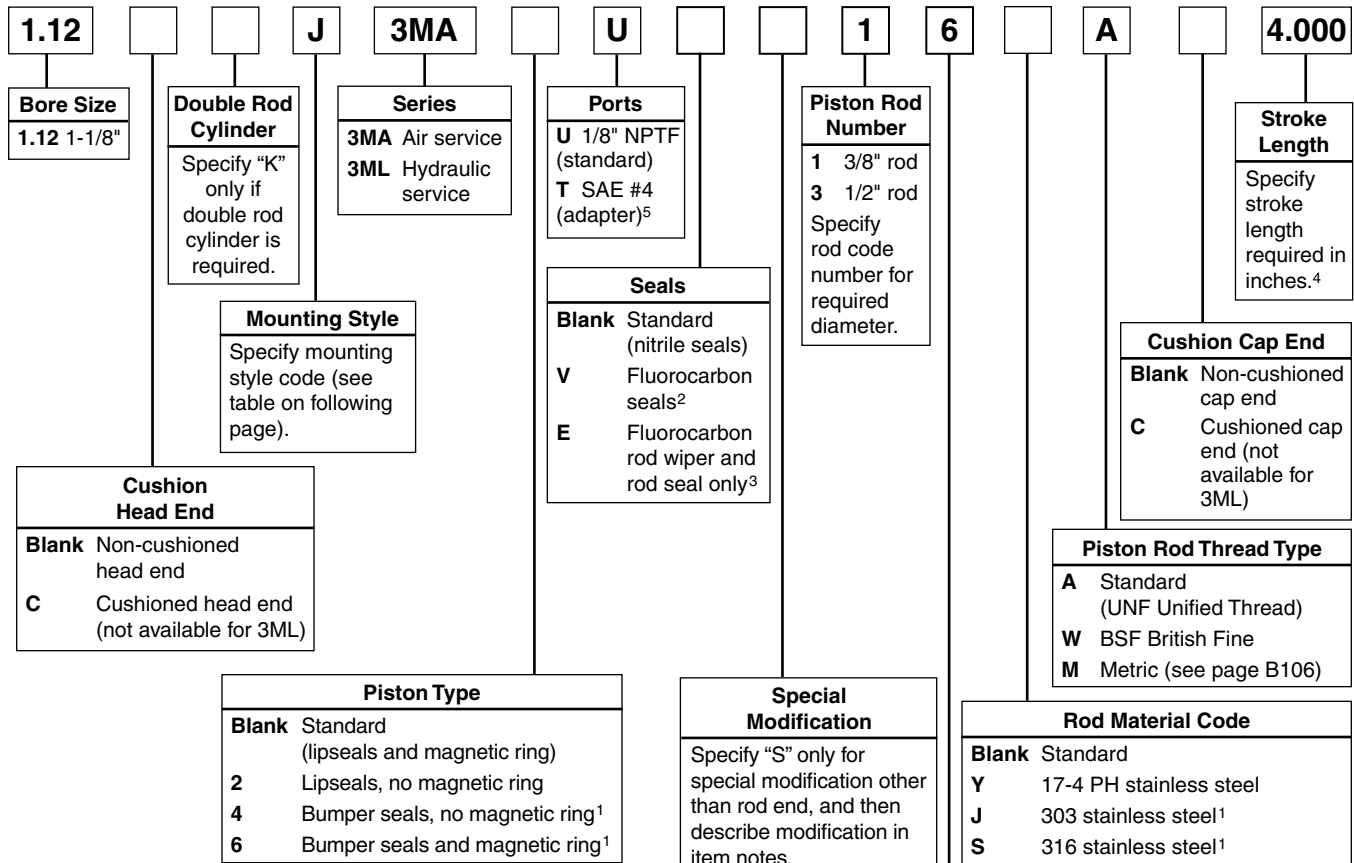 1.12 J 3MA U 1 6 A 4.000
Bore Size
1.12 1-1/8"
Double Rod
Cylinder
Specify “K”
only if
double rod
cylinder is
required.
Series
3MA Air service
3ML Hydraulic
service
Ports
U 1/8" NPTF
(standard)
T SAE #4
(adapter)5
Piston Rod
Number
1 3/8" rod
3 1/2" rod
Specify
rod code
number for
required
diameter.
Stroke
Length
Specify
stroke
length
required in
inches.4
Mounting Style
Specify mounting
style code (see
table on following
page).
Seals
Blank Standard
(nitrile seals)
V Fluorocarbon
seals2
E Fluorocarbon
rod wiper and
rod seal only3
Cushion Cap End
Blank Non-cushioned
cap end
C Cushioned cap
end (not
available for
3ML)
Cushion
Head End
Blank Non-cushioned
head end
C Cushioned head end
(not available for 3ML)
Piston Rod Thread Type
A Standard
(UNF Unified Thread)
W BSF British Fine
M Metric (see page B106)
Piston Type
Blank Standard
(lipseals and magnetic ring)
2 Lipseals, no magnetic ring
4 Bumper seals, no magnetic ring1
6 Bumper seals and magnetic ring1
Special
Modification
Specify “S” only for
special modification other
than rod end, and then
describe modification in
item notes.
Rod Material Code
Blank Standard
Y 17-4 PH stainless steel
J 303 stainless steel1
S 316 stainless steel1